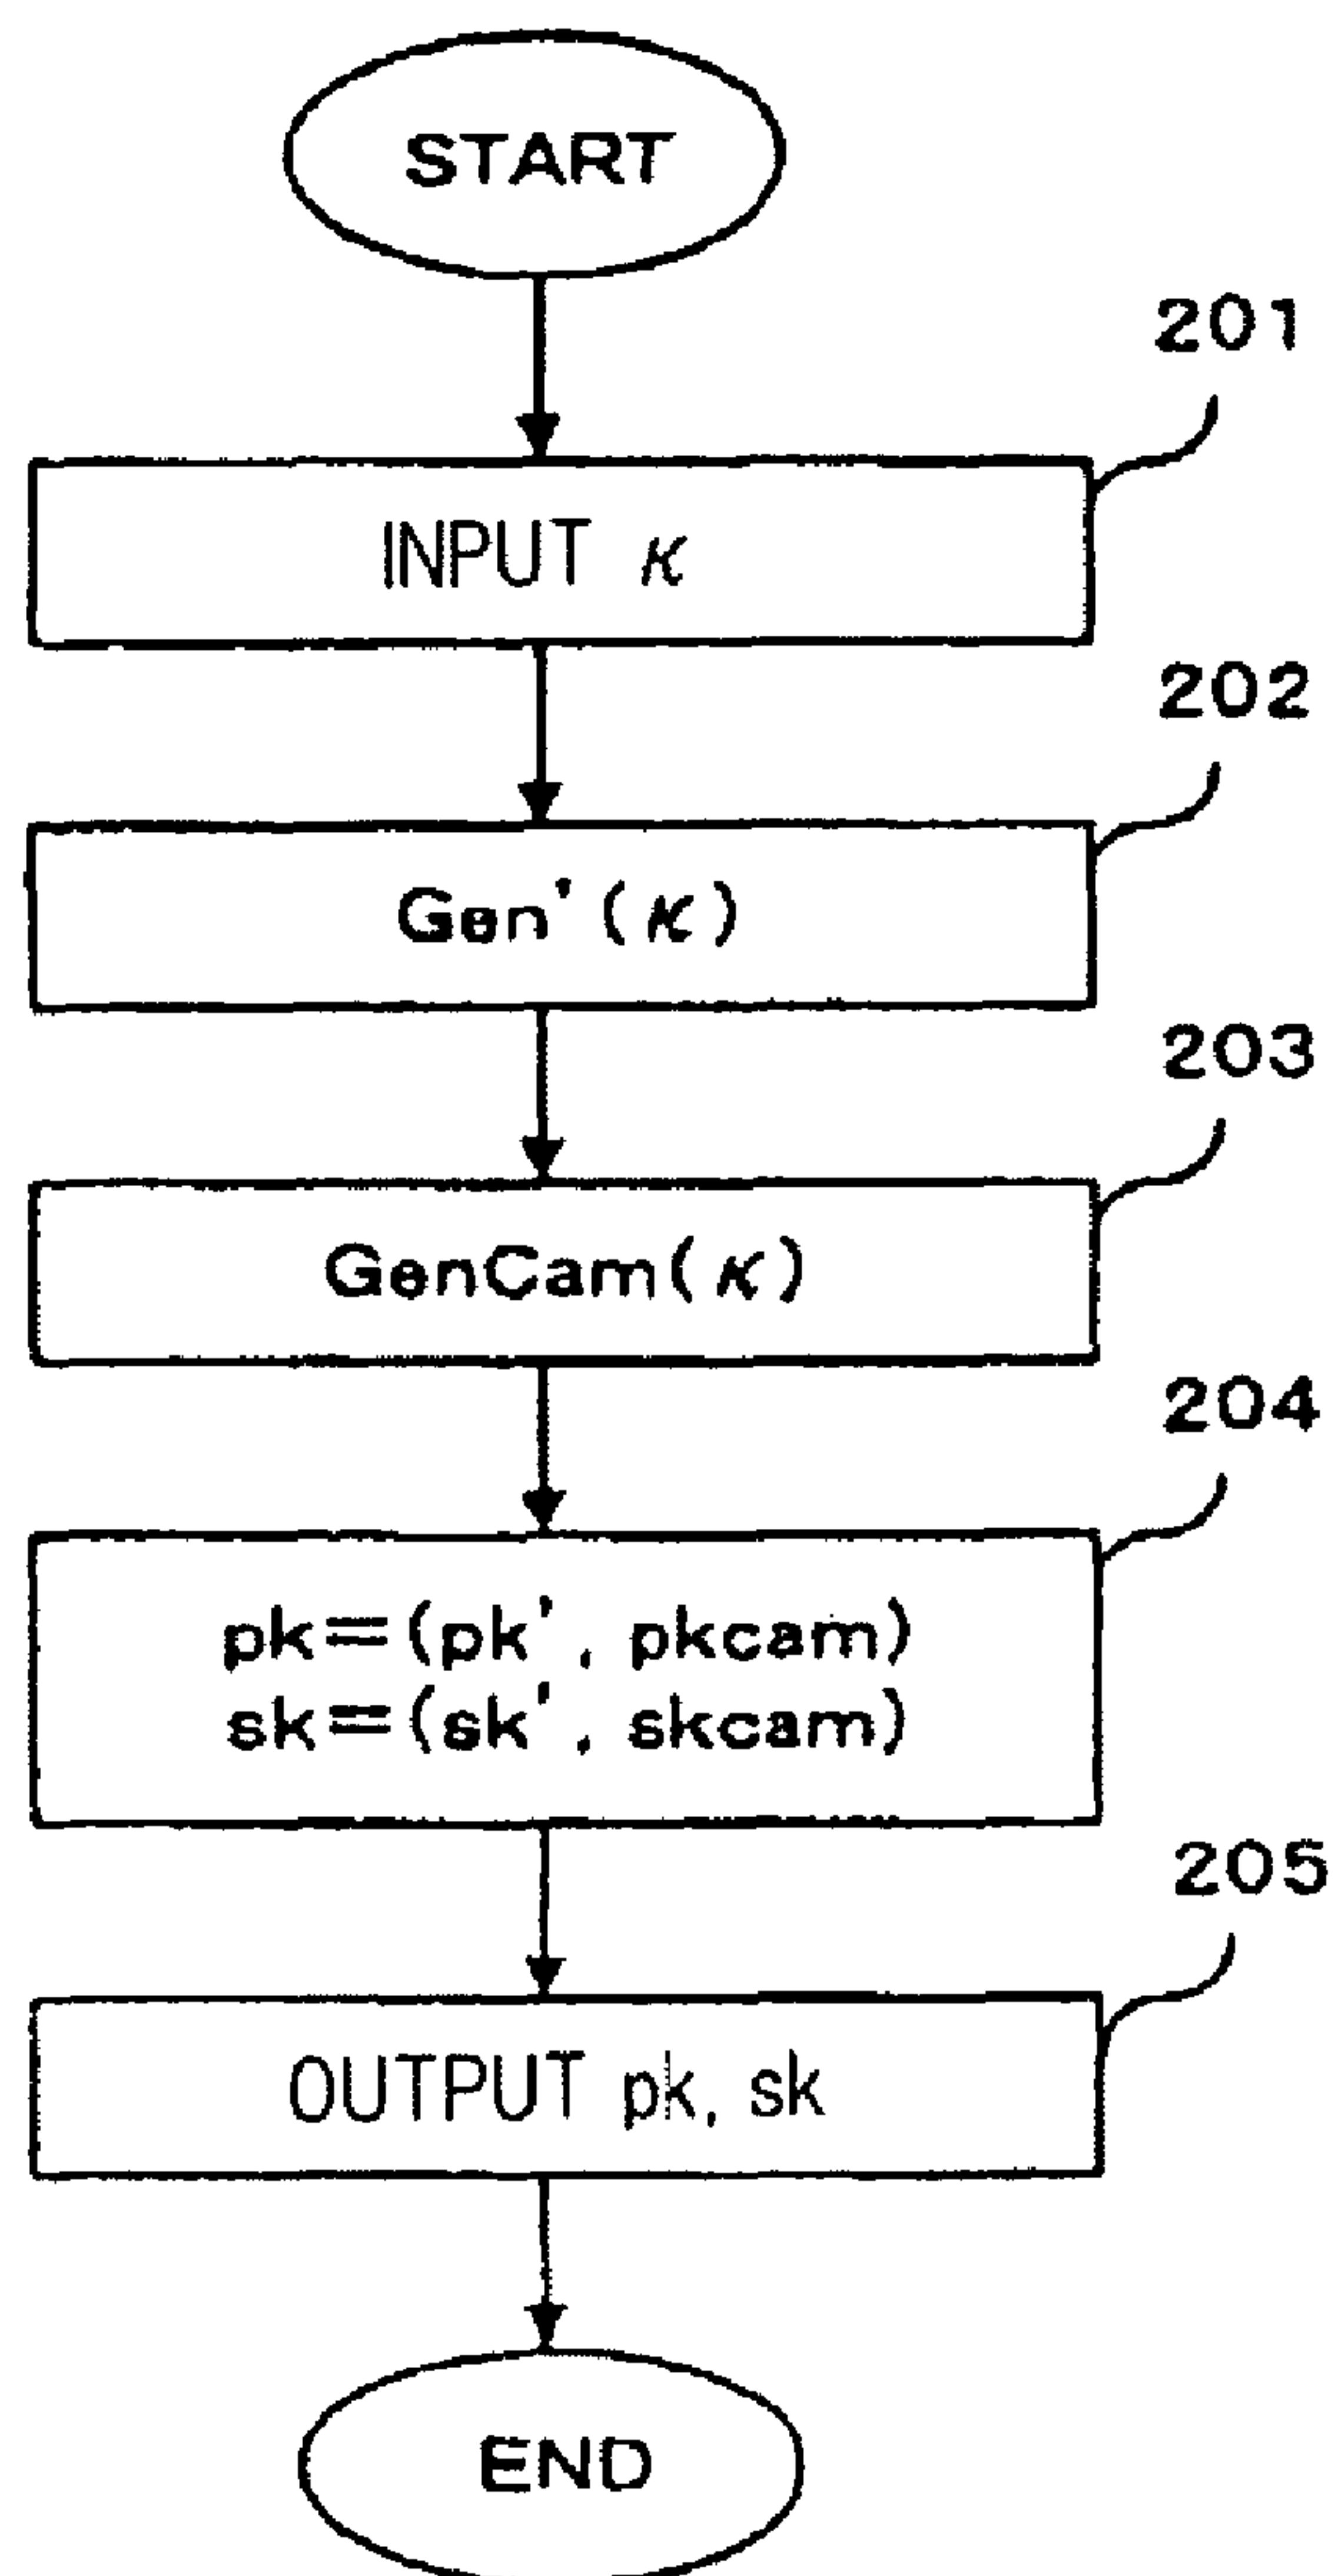 START
201
INPUT κ
202
Gen'(κ)
203
GenCam(κ)
204
pk=(pk', pkcam)
sk=(sk', skcam)
205
OUTPUT pk, sk
END